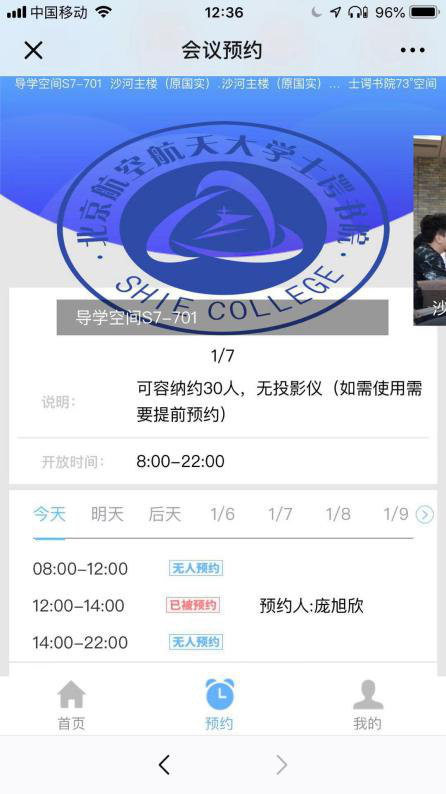 中国移动 12:36 96%
会议预约
导学空间S7-701 沙河主楼（原国实）.沙河主楼（原国实）... 士谔书院73°空间
·北京航空航天大学士谔书院·
SHIE COLLEGE
导学空间S7-701
沙
1/7
说明： 可容纳约30人，无投影仪（如需使用需
要提前预约）
开放时间： 8:00-22:00
今天 明天 后天 1/6 1/7 1/8 1/9
08:00-12:00 无人预约
12:00-14:00 已被预约 预约人:庞旭欣
14:00-22:00 无人预约
首页 预约 我的